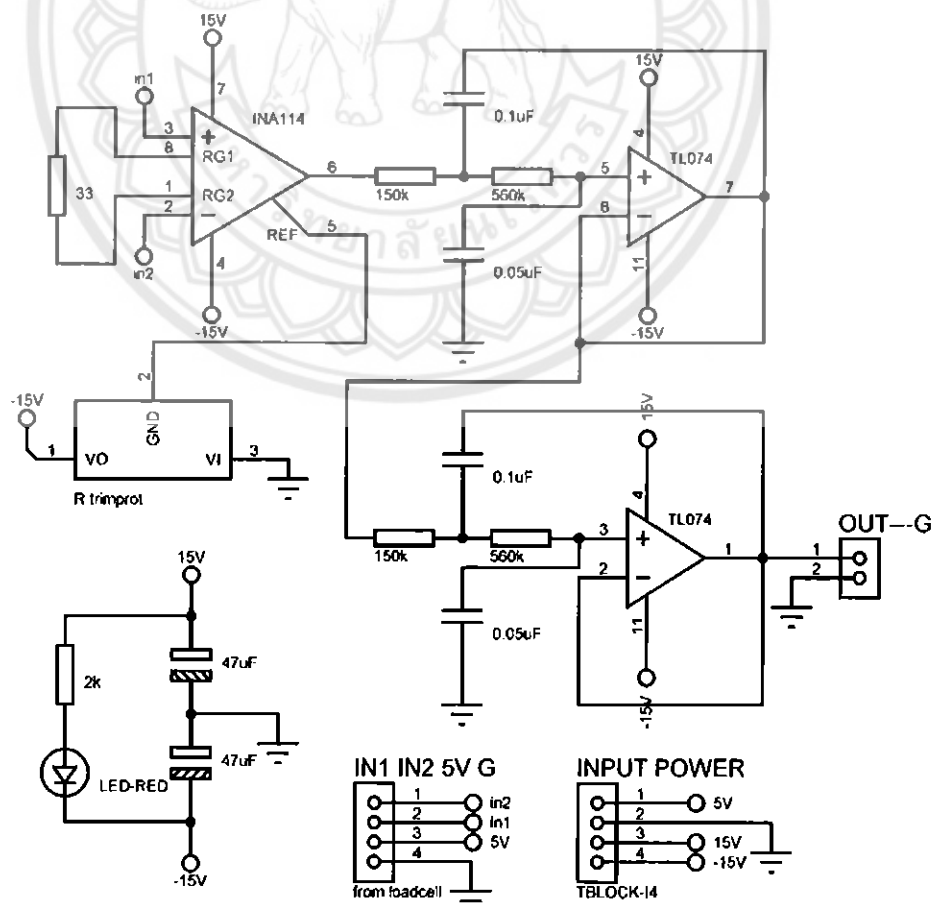 15V
in1
7
INA114
3
+
8
RG1
33
1
RG2
2
−
in2
REF
5
4
-15V
6
150k
560k
0.1uF
0.05uF
15V
4
TL074
5
+
6
−
7
11
-15V
-15V
2
GND
1
VO
VI
3
R trimprot
0.1uF
15V
4
TL074
150k
560k
3
+
2
−
1
0.05uF
11
-15V
OUT---G
1
2
15V
2k
47uF
LED-RED
47uF
-15V
IN1 IN2 5V G
1
in2
2
in1
3
5V
4
from loadcell
INPUT POWER
1
5V
2
3
15V
4
-15V
TBLOCK-I4